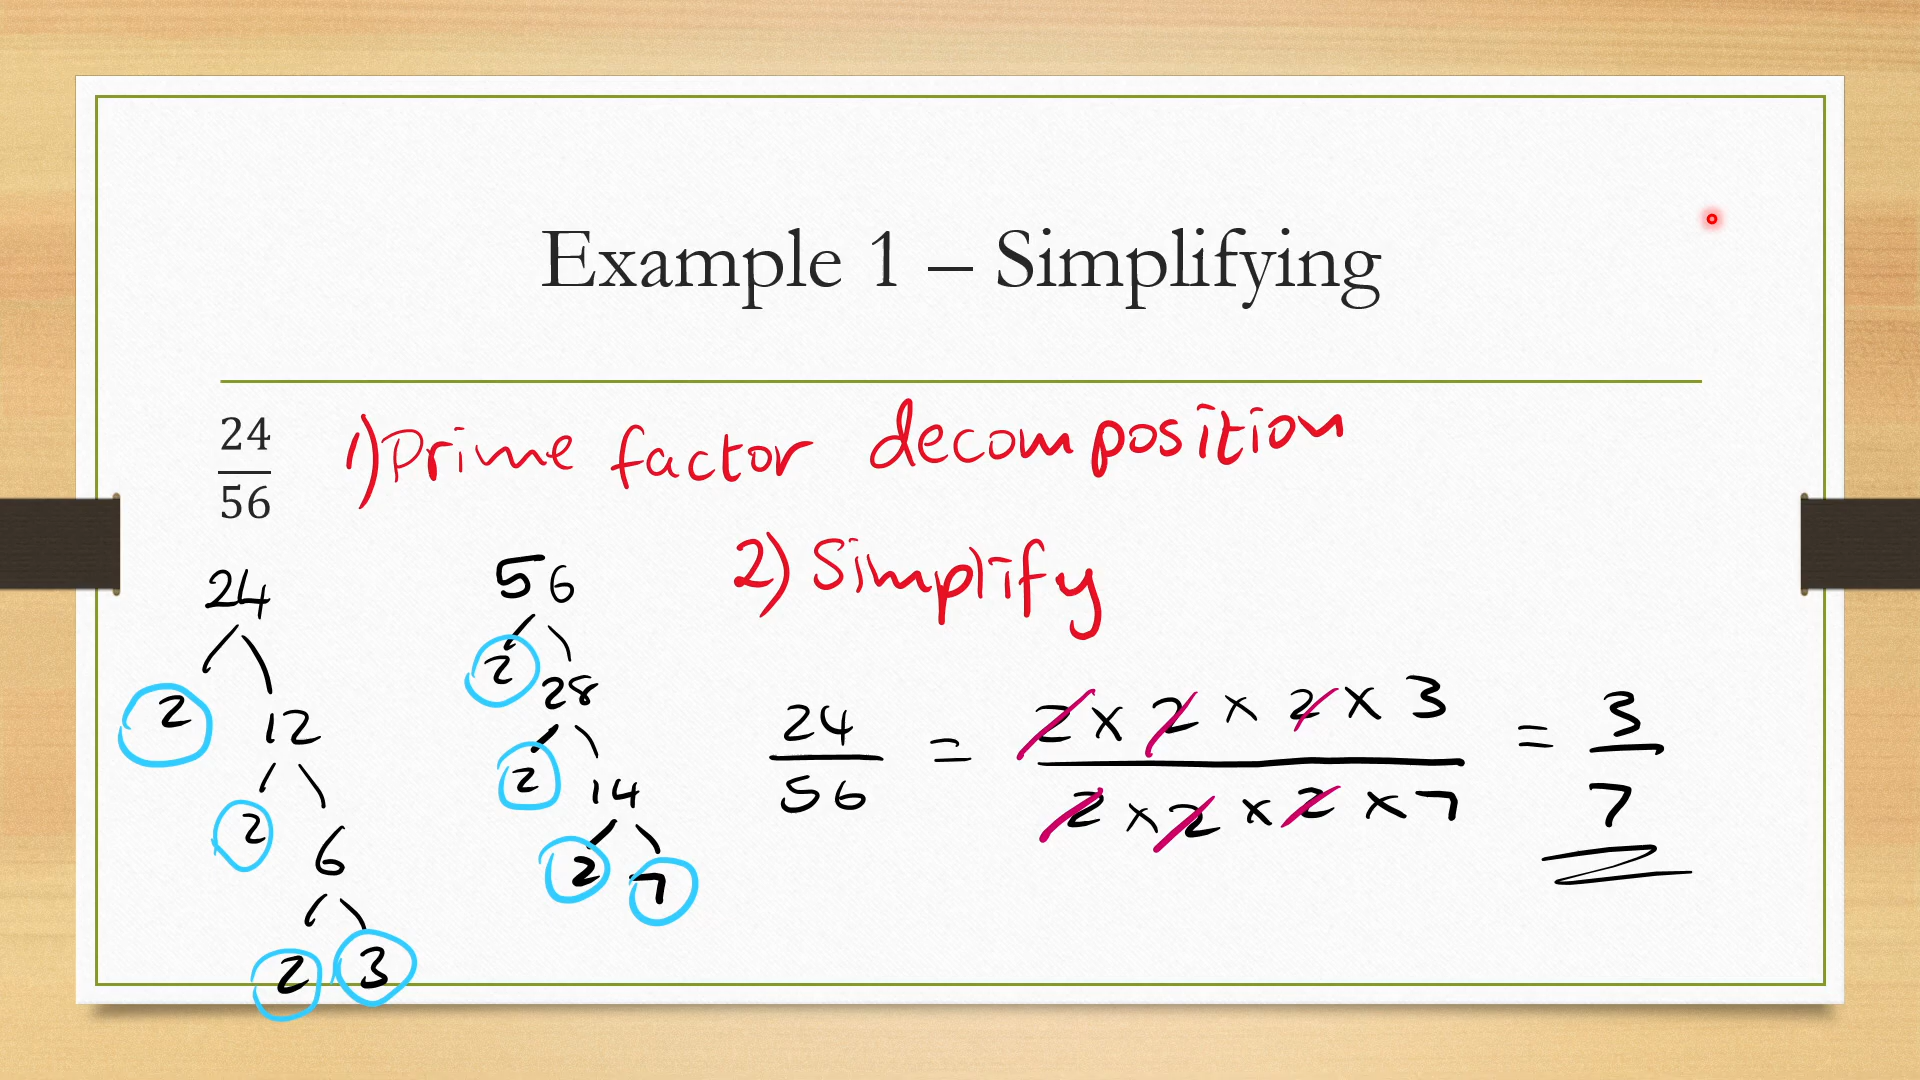 Example 1 – Simplifying
24
56
1) Prime factor decomposition
2) Simplify
24
2 12
2 6
2 3
56
2 28
2 14
2 7
24/56 = 2 x 2 x 2 x 3 / 2 x 2 x 2 x 7 = 3/7